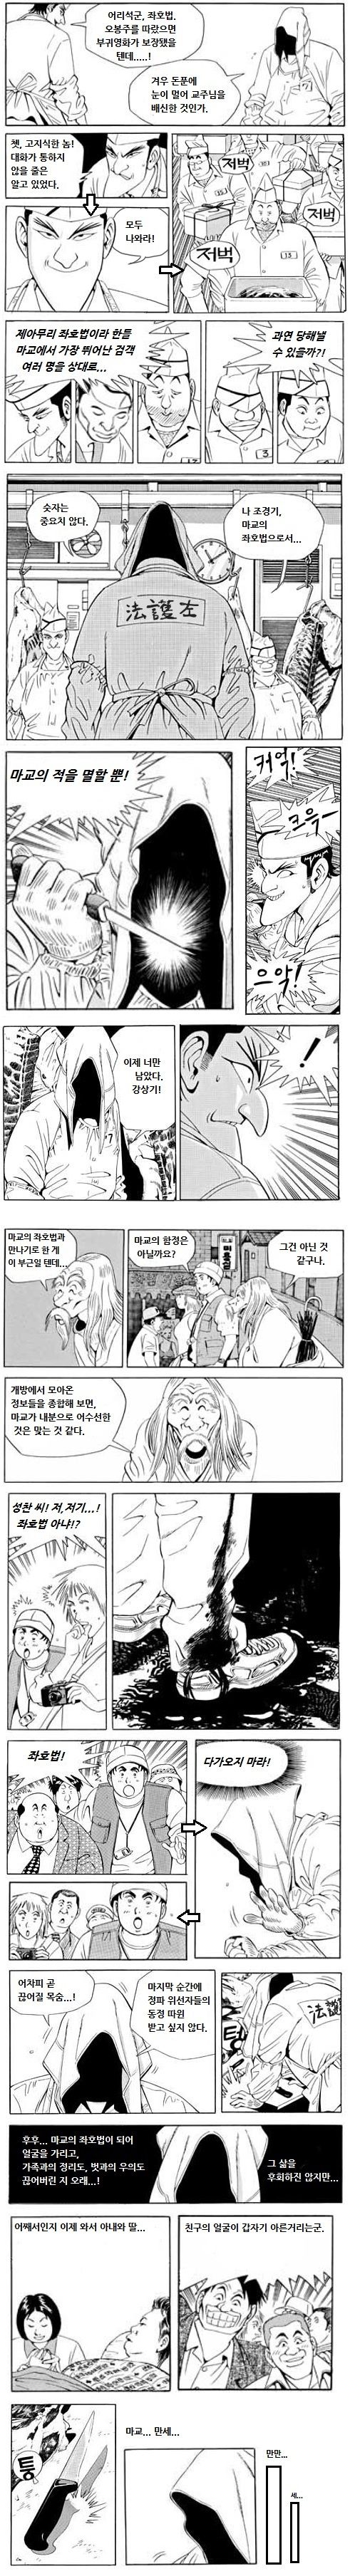 어리석군, 좌호법.
오봉주를 따랐으면
부귀영화가 보장됐을
텐데.....!
겨우 돈푼에
눈이 멀어 교주님을
배신한 것인가.
쳇, 고지식한 놈!
대화가 통하지
않을 줄은
알고 있었다.
모두
나와라!
저벅
저벅
저벅
13
제아무리 좌호법이라 한들
마교에서 가장 뛰어난 검객
여러 명을 상대로...
과연 당해낼
수 있을까?!
3
4
숫자는
중요치 않다.
나 조경기,
마교의
좌호법으로서...
法護左
마교의 적을 멸할 뿐!
커억!
크윽-
으악!
이제 너만
남았다.
강상기!
!
마교의 좌호법과
만나기로 한 게
이 부근일 텐데...
마교의 함정은
아닐까요?
그건 아닌 것
같구나.
개방에서 모아온
정보들을 종합해 보면,
마교가 내분으로 어수선한
것은 맞는 것 같다.
성찬 씨! 저,저기...!
좌호법 아냐!?
좌호법!
다가오지 마라!
어차피 곧
끊어질 목숨...!
마지막 순간에
정파 위선자들의
동정 따윈
받고 싶지 않다.
텅
후후... 마교의 좌호법이 되어
얼굴을 가리고,
가족과의 정리도, 벗과의 우의도
끊어버린 지 오래...!
그 삶을
후회하진 않지만...
어째서인지 이제 와서 아내와 딸...
친구의 얼굴이 갑자기 아른거리는군.
퉁
마교... 만세...
만만...
세...